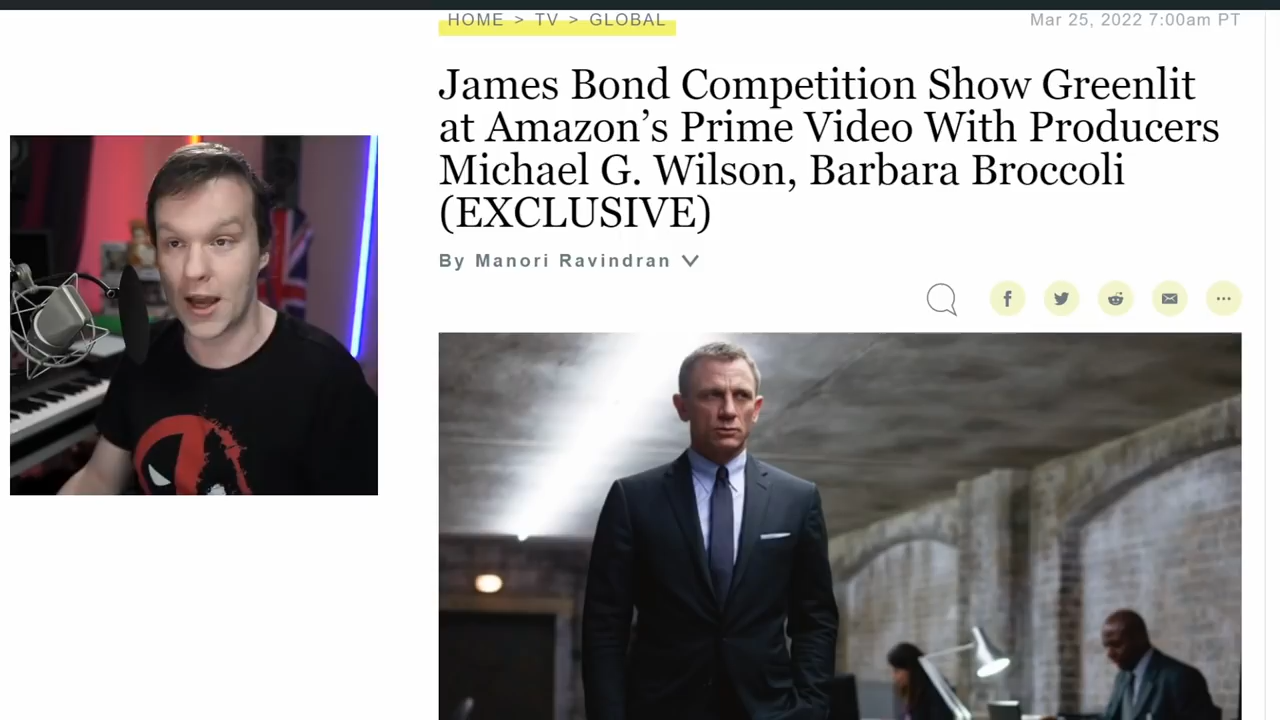 HOME > TV > GLOBAL
Mar 25, 2022 7:00am PT
James Bond Competition Show Greenlit
at Amazon’s Prime Video With Producers
Michael G. Wilson, Barbara Broccoli
(EXCLUSIVE)
By Manori Ravindran